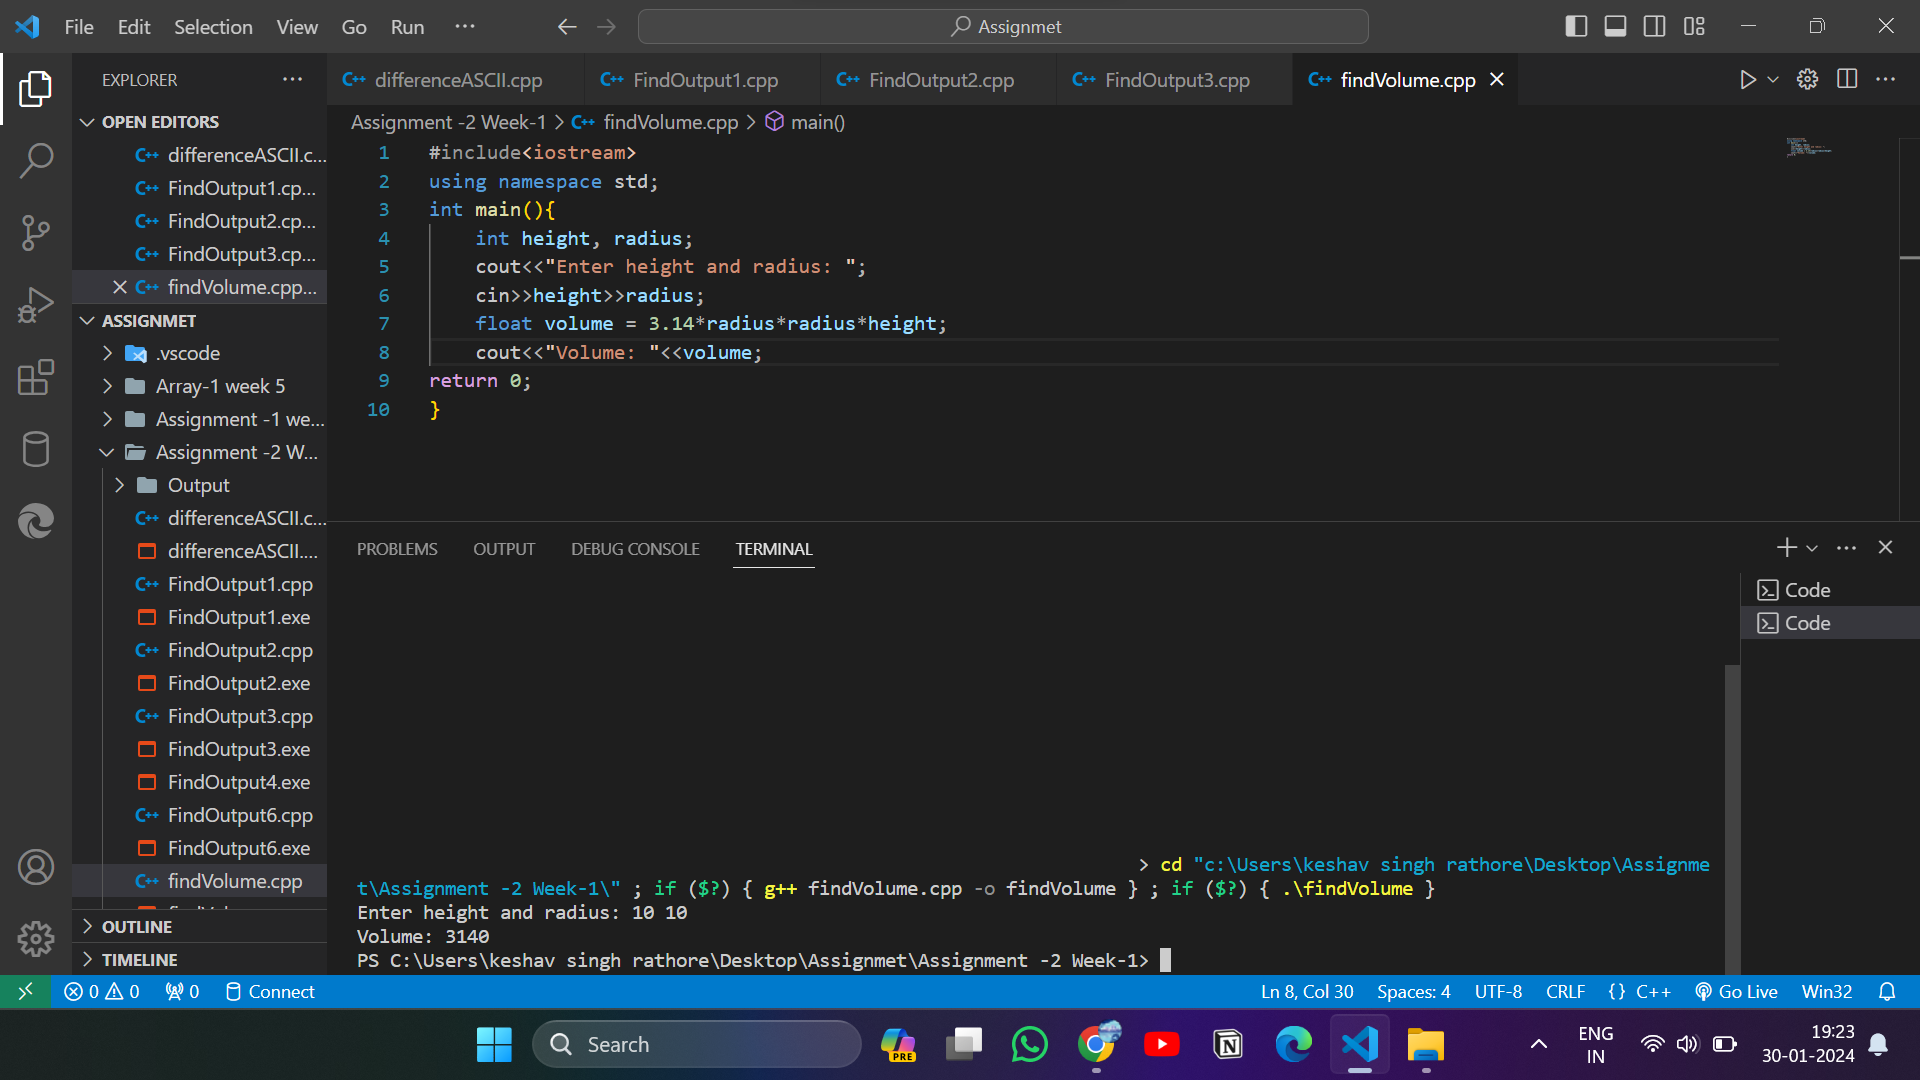 File Edit Selection View Go Run ··· Assignmet
EXPLORER ···
OPEN EDITORS
differenceASCII.c...
FindOutput1.cp...
FindOutput2.cp...
FindOutput3.cp...
findVolume.cpp...
ASSIGNMET
.vscode
Array-1 week 5
Assignment -1 we...
Assignment -2 W...
Output
differenceASCII.c...
differenceASCII....
FindOutput1.cpp
FindOutput1.exe
FindOutput2.cpp
FindOutput2.exe
FindOutput3.cpp
FindOutput3.exe
FindOutput4.exe
FindOutput6.cpp
FindOutput6.exe
findVolume.cpp
OUTLINE
TIMELINE
differenceASCII.cpp FindOutput1.cpp FindOutput2.cpp FindOutput3.cpp findVolume.cpp
Assignment -2 Week-1 > findVolume.cpp > main()
1 #include<iostream>
2 using namespace std;
3 int main(){
4 int height, radius;
5 cout<<"Enter height and radius: ";
6 cin>>height>>radius;
7 float volume = 3.14*radius*radius*height;
8 cout<<"Volume: "<<volume;
9 return 0;
10 }
PROBLEMS OUTPUT DEBUG CONSOLE TERMINAL
Code
Code
> cd "c:\Users\keshav singh rathore\Desktop\Assignme
t\Assignment -2 Week-1\" ; if ($?) { g++ findVolume.cpp -o findVolume } ; if ($?) { .\findVolume }
Enter height and radius: 10 10
Volume: 3140
PS C:\Users\keshav singh rathore\Desktop\Assignmet\Assignment -2 Week-1>
0 0 0 Connect Ln 8, Col 30 Spaces: 4 UTF-8 CRLF {} C++ Go Live Win32
Search PRE ENG 19:23
IN 30-01-2024